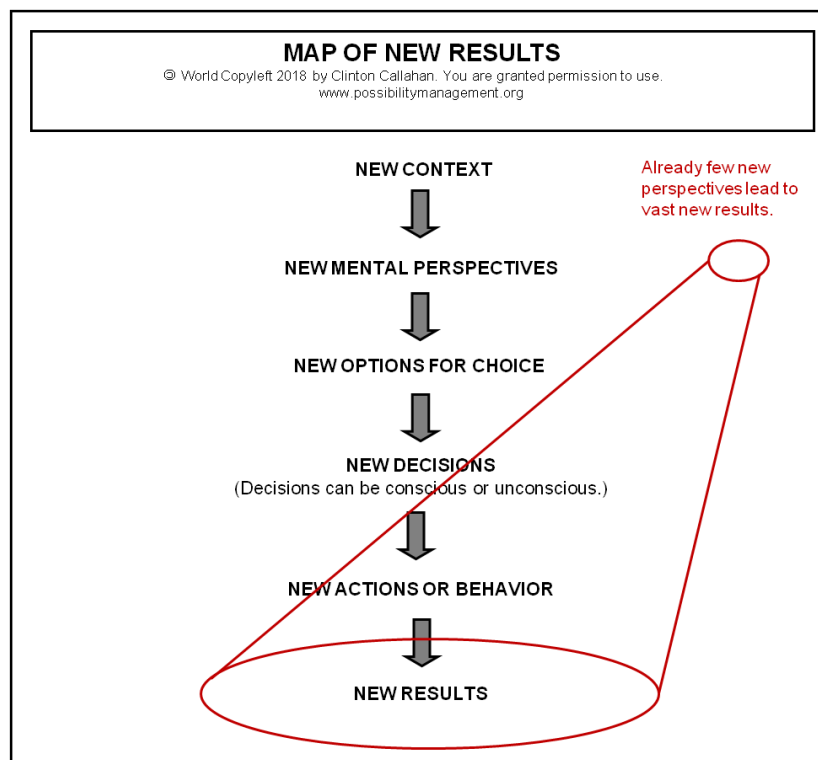 MAP OF NEW RESULTS
🄯 World Copyleft 2018 by Clinton Callahan. You are granted permission to use.
www.possibilitymanagement.org
NEW CONTEXT
Already few new
perspectives lead to
vast new results.
NEW MENTAL PERSPECTIVES
NEW OPTIONS FOR CHOICE
NEW DECISIONS
(Decisions can be conscious or unconscious.)
NEW ACTIONS OR BEHAVIOR
NEW RESULTS